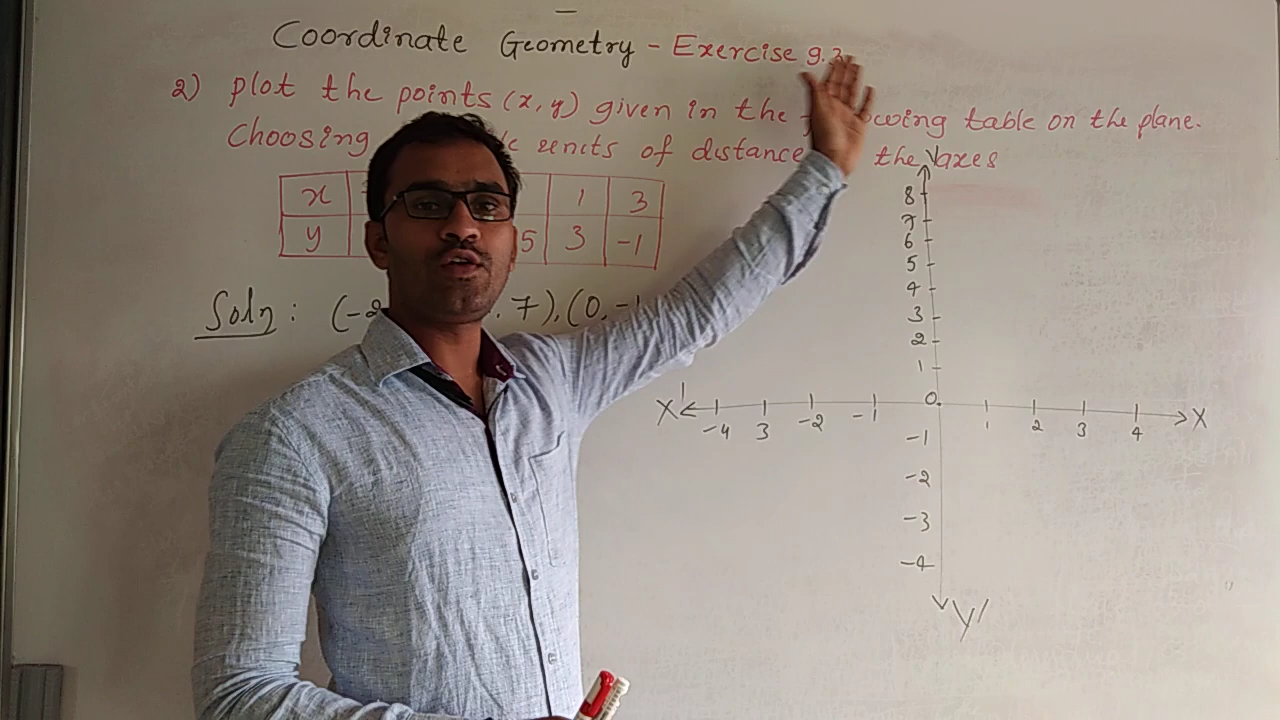 Coordinate Geometry - Exercise 9.3
2) plot the points (x, y) given in the table on the plane.
Choosing units of distance the axes
x 1 3
y 5 3 -1
Soln : (-2 7), (0, -1
Y
8
7
6
5
4
3
2
1
X' -4 3 -2 -1 0 1 2 3 4 X
-1
-2
-3
-4
Y'